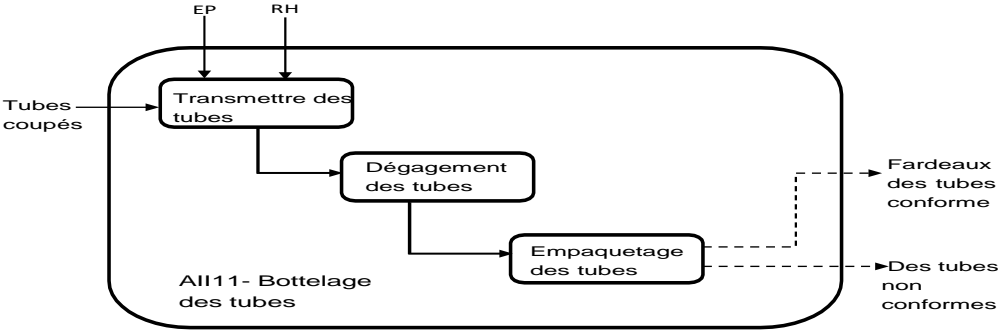 EP
RH
Transmettre des
tubes
Tubes
coupés
Dégagement
des tubes
Fardeaux
des tubes
conforme
Empaquetage
des tubes
Des tubes
non
conformes
AII11- Bottelage
des tubes